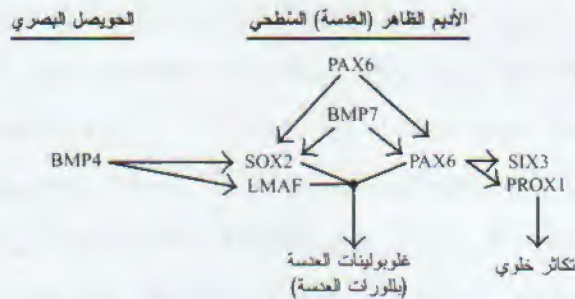 الأديم الظاهر (العدسة) السطحي
الحويصل البصري
PAX6
BMP7
BMP4
SOX2
PAX6
SIX3
LMAF
PROX1
غلوبولينات العدسة
(بللورات العدسة)
تكاثر خلوي